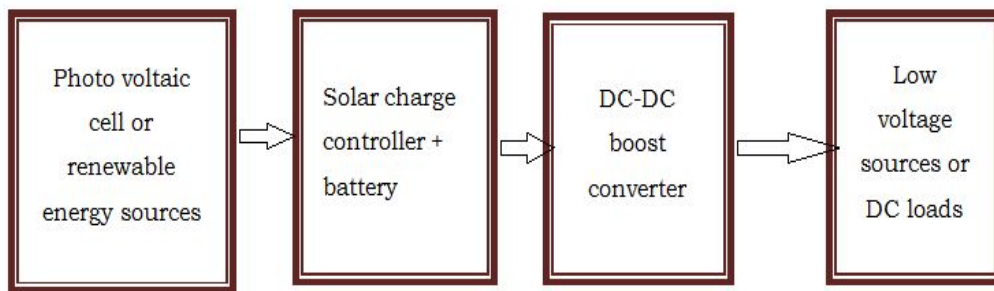 Photo voltaic
cell or
renewable
energy sources
Solar charge
controller +
battery
DC-DC
boost
converter
Low
voltage
sources or
DC loads